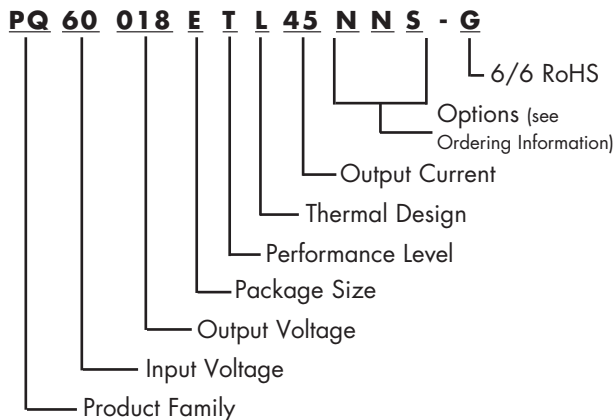 PQ 60 018 E T L 45 N N S - G
6/6 RoHS
Options (see
Ordering Information)
Output Current
Thermal Design
Performance Level
Package Size
Output Voltage
Input Voltage
Product Family